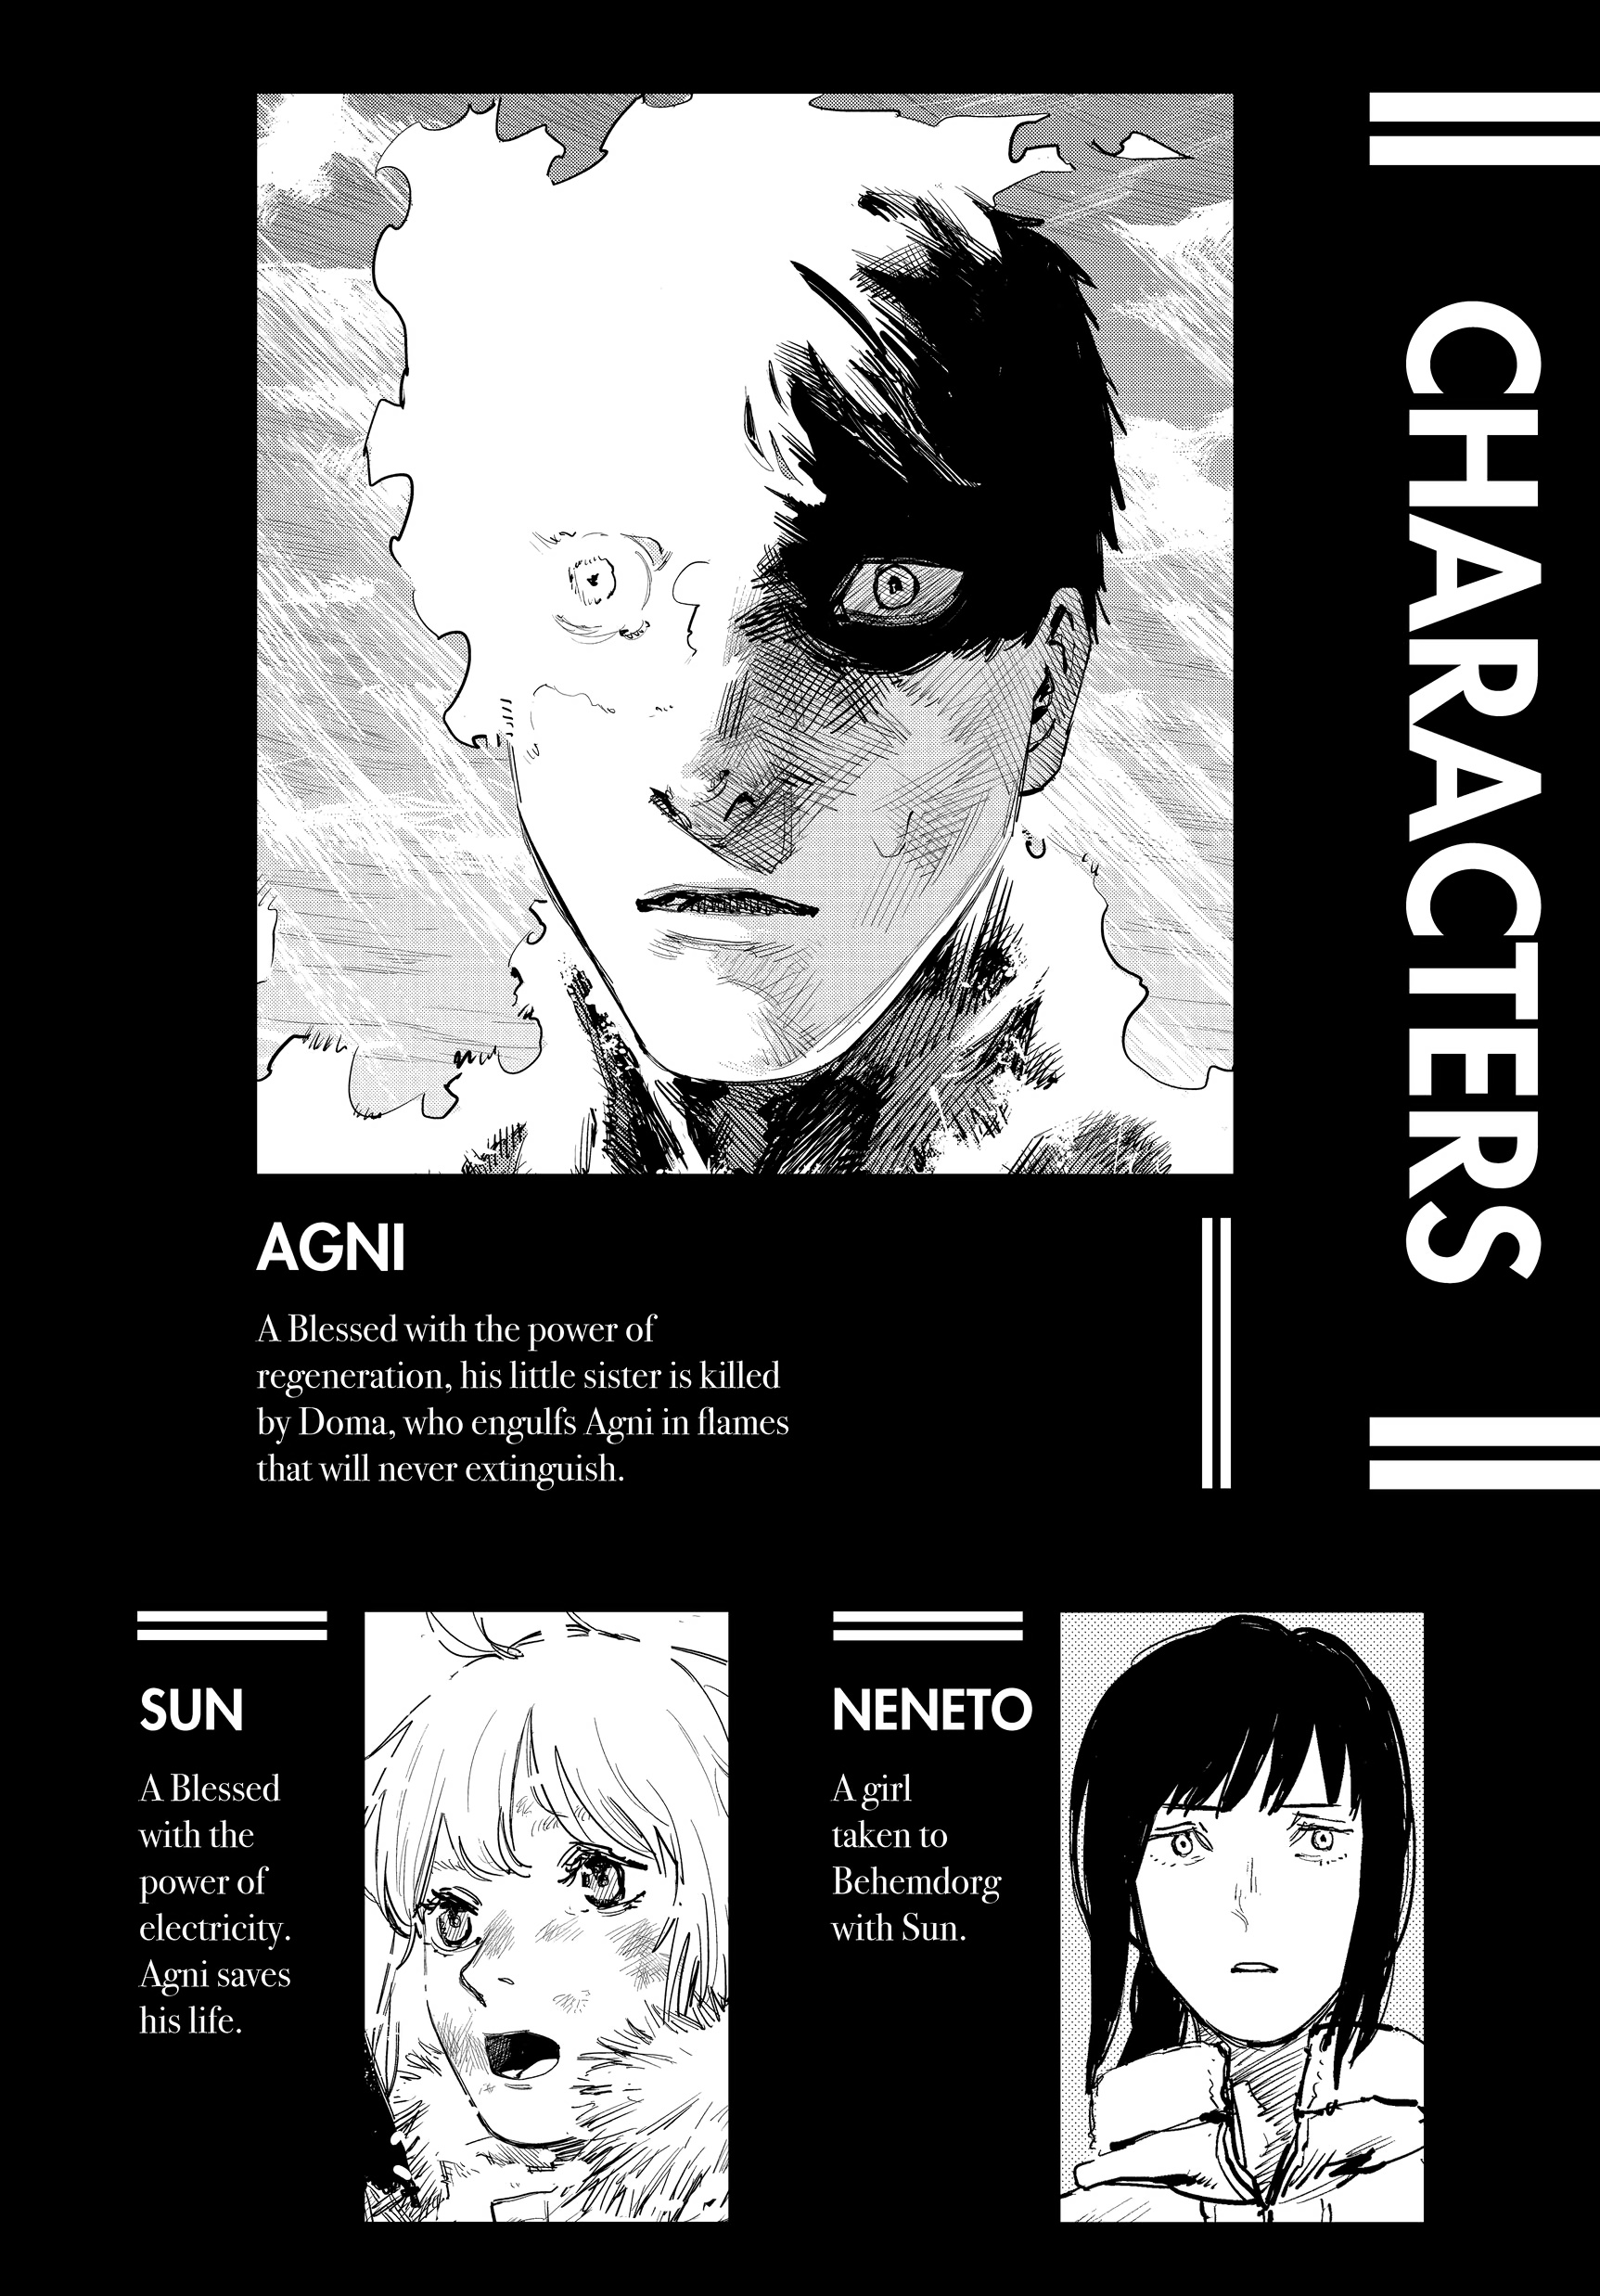 CHARACTERS
AGNI
A Blessed with the power of
regeneration, his little sister is killed
by Doma, who engulfs Agni in flames
that will never extinguish.
SUN
A Blessed
with the
power of
electricity.
Agni saves
his life.
NENETO
A girl
taken to
Behemdorg
with Sun.